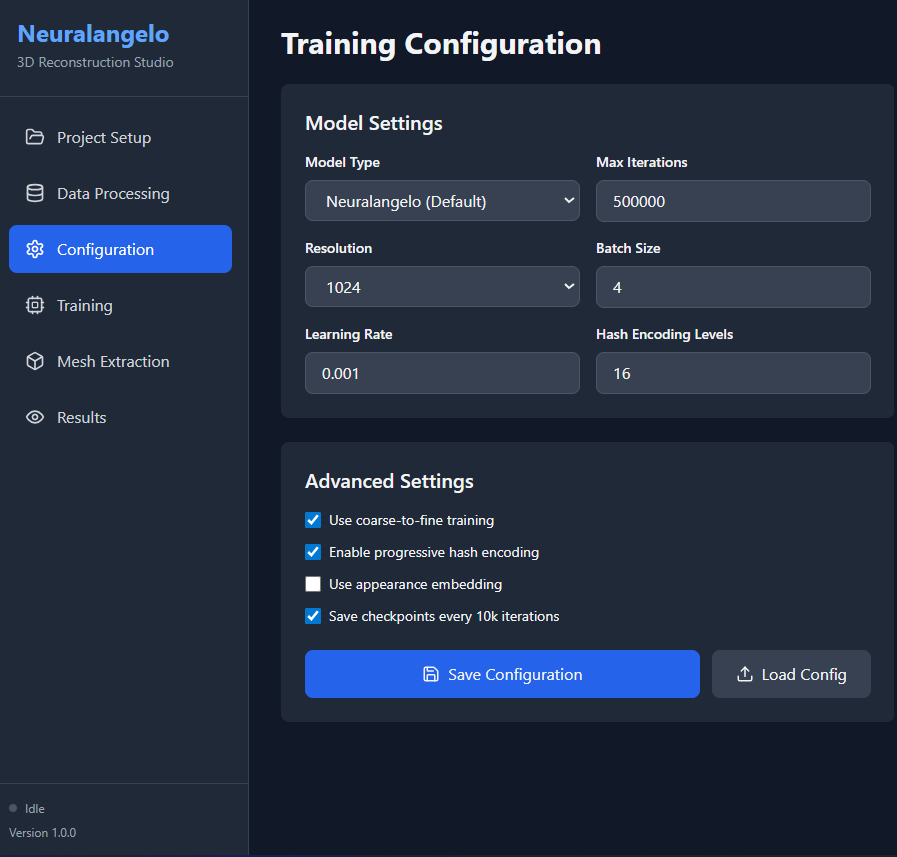 Neuralangelo
3D Reconstruction Studio
Project Setup
Data Processing
Configuration
Training
Mesh Extraction
Results
Idle
Version 1.0.0
Training Configuration
Model Settings
Model Type
Neuralangelo (Default)
Max Iterations
500000
Resolution
1024
Batch Size
4
Learning Rate
0.001
Hash Encoding Levels
16
Advanced Settings
Use coarse-to-fine training
Enable progressive hash encoding
Use appearance embedding
Save checkpoints every 10k iterations
Save Configuration
Load Config